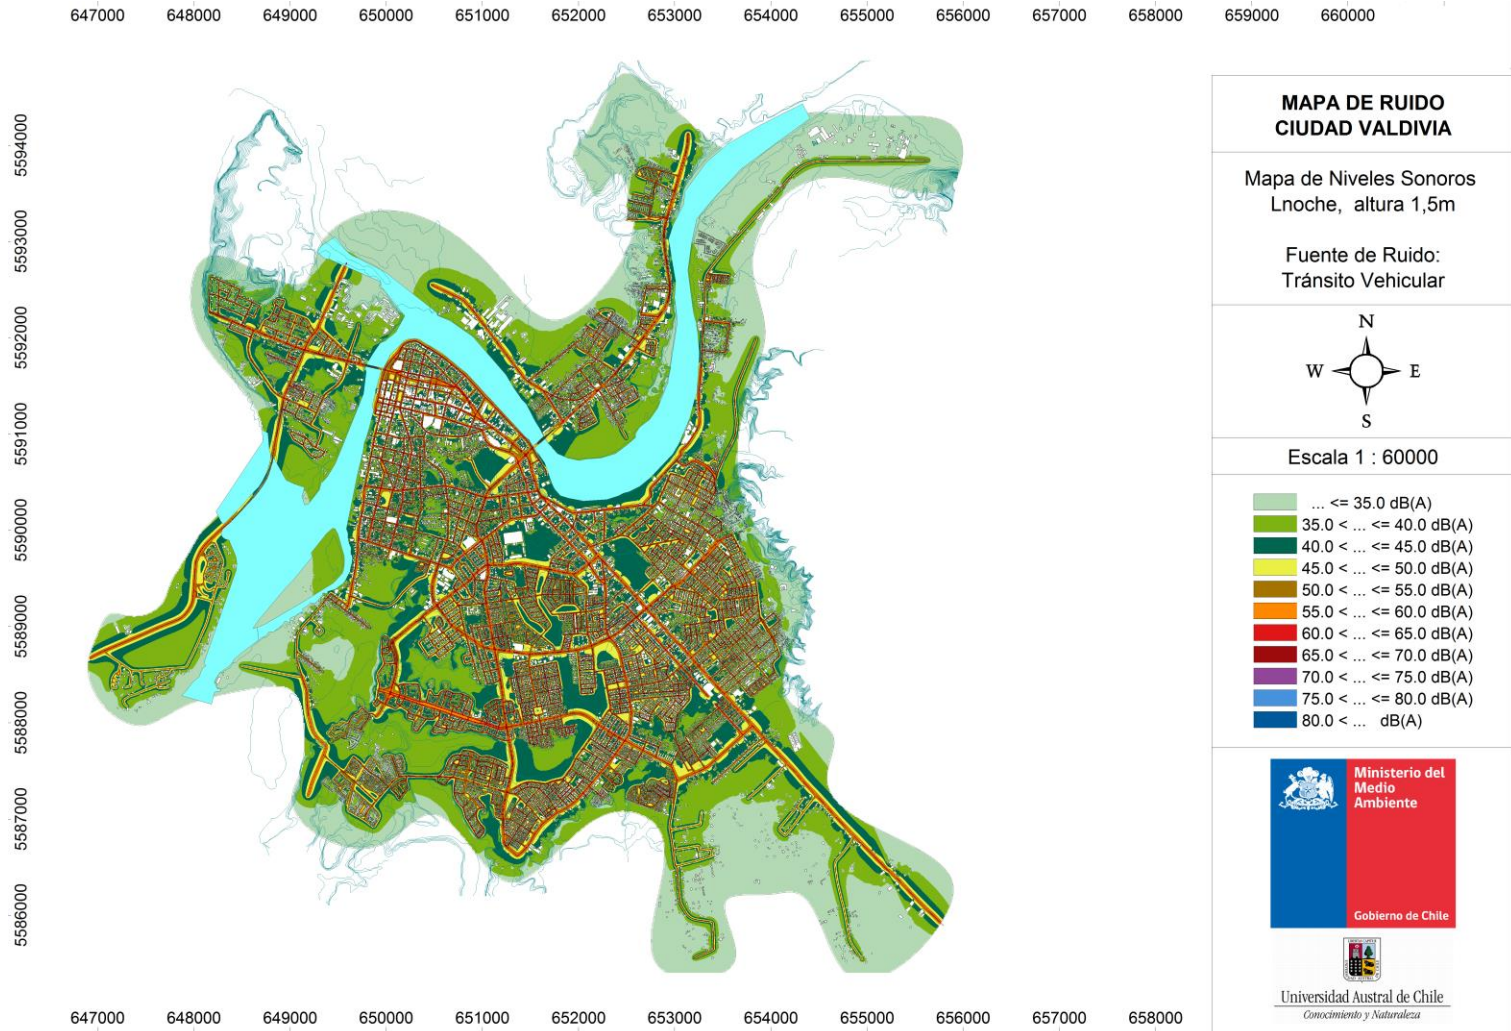 647000 648000 649000 650000 651000 652000 653000 654000 655000 656000 657000 658000 659000 660000
5594000
5593000
5592000
5591000
5590000
5589000
5588000
5587000
5586000
647000 648000 649000 650000 651000 652000 653000 654000 655000 656000 657000 658000
MAPA DE RUIDO
CIUDAD VALDIVIA
Mapa de Niveles Sonoros
Lnoche, altura 1,5m
Fuente de Ruido:
Tránsito Vehicular
N
W E
S
Escala 1 : 60000
... <= 35.0 dB(A)
35.0 < ... <= 40.0 dB(A)
40.0 < ... <= 45.0 dB(A)
45.0 < ... <= 50.0 dB(A)
50.0 < ... <= 55.0 dB(A)
55.0 < ... <= 60.0 dB(A)
60.0 < ... <= 65.0 dB(A)
65.0 < ... <= 70.0 dB(A)
70.0 < ... <= 75.0 dB(A)
75.0 < ... <= 80.0 dB(A)
80.0 < ... dB(A)
Ministerio del
Medio
Ambiente
Gobierno de Chile
Universidad Austral de Chile
Conocimiento y Naturaleza